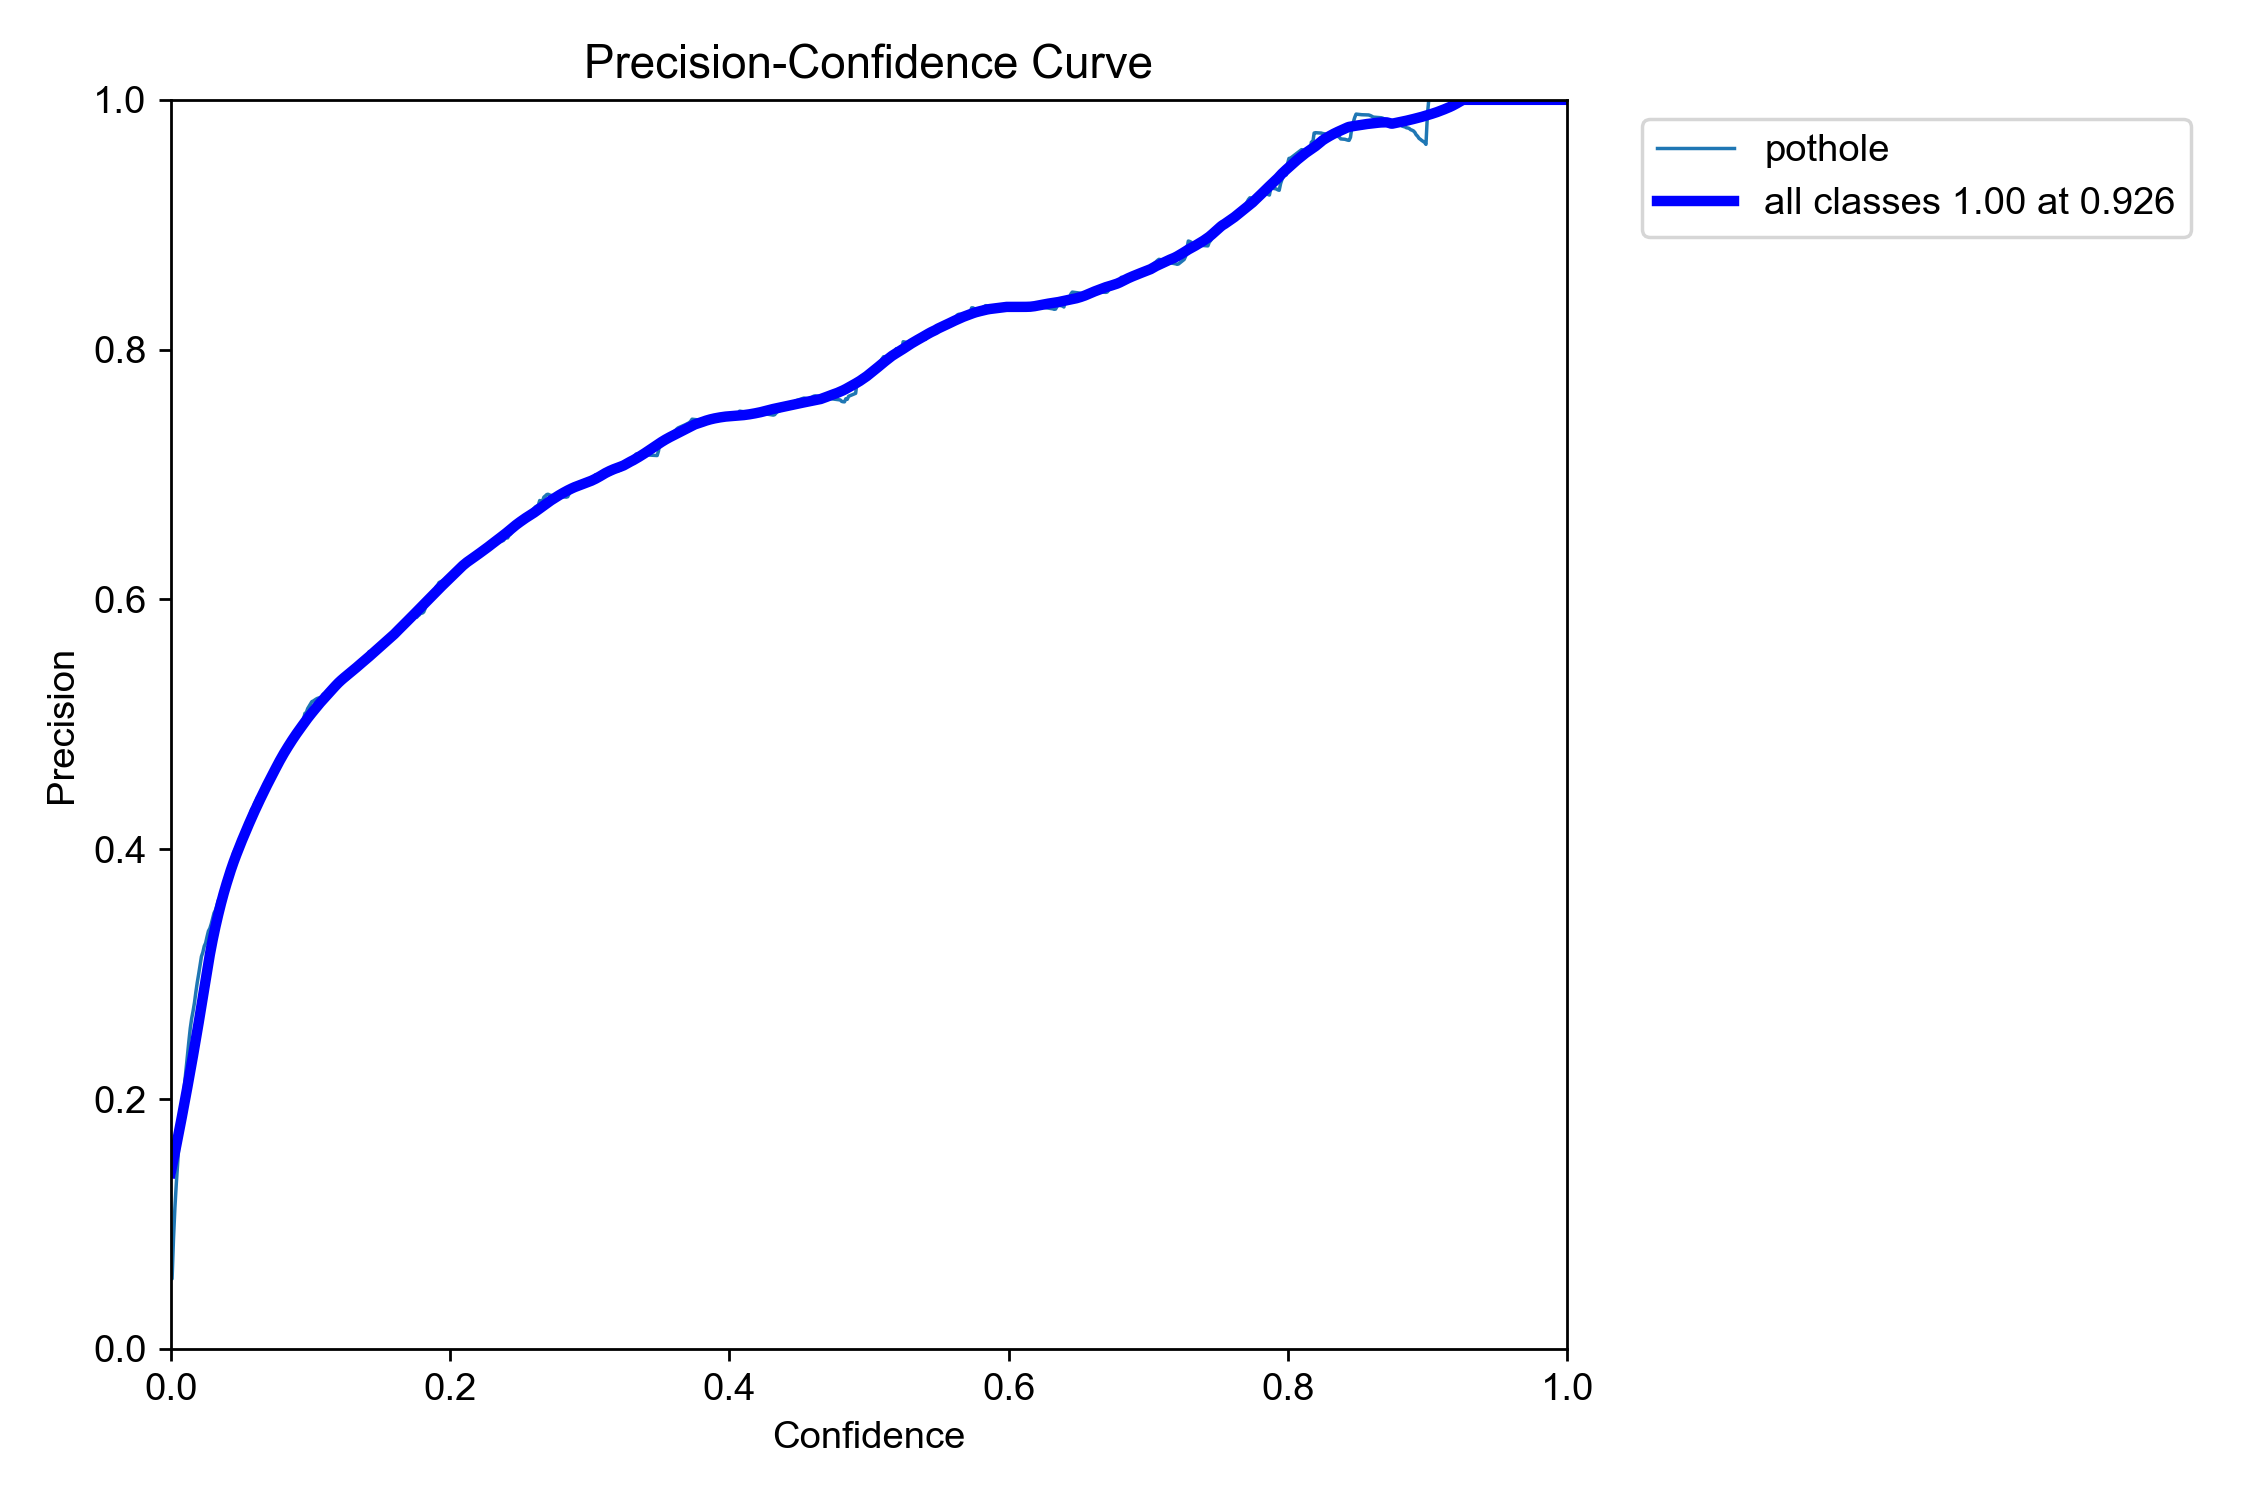 Precision-Confidence Curve
1.0
0.8
0.6
0.4
0.2
0.0
Precision
0.0 0.2 0.4 0.6 0.8 1.0
Confidence
pothole
all classes 1.00 at 0.926